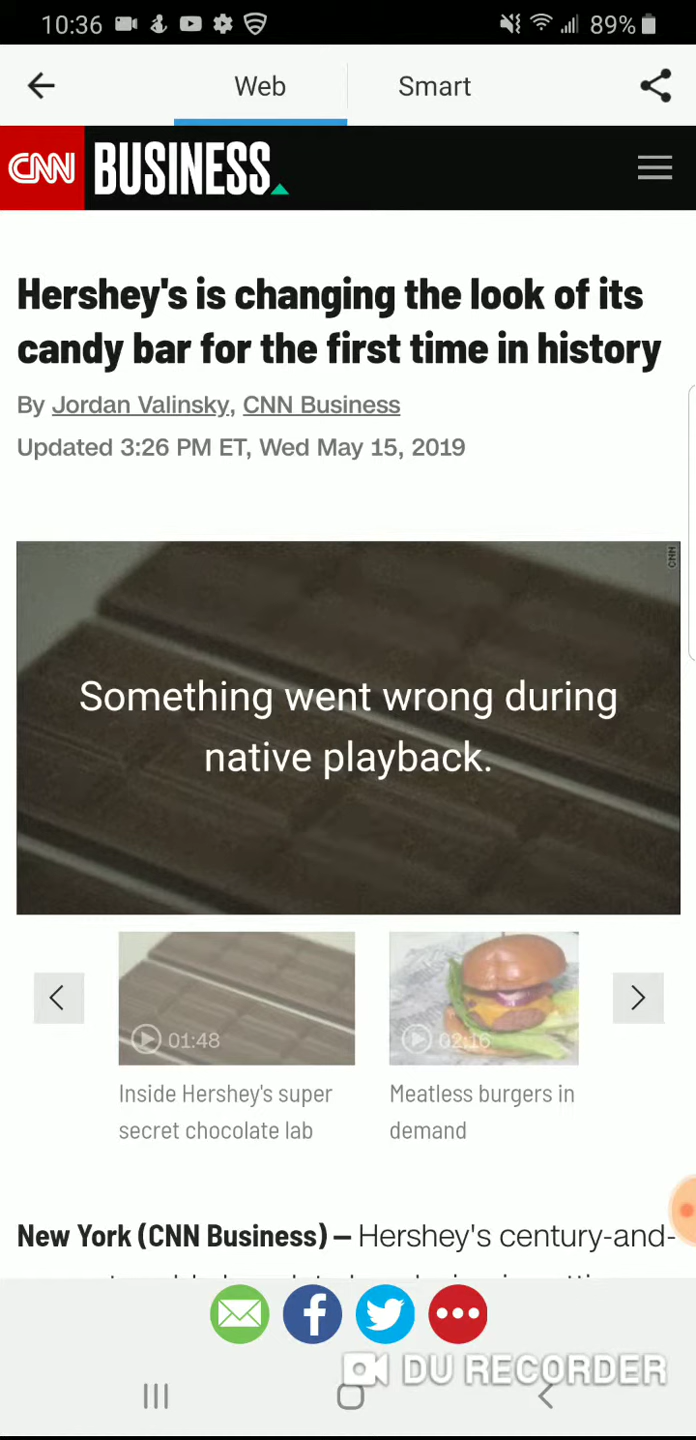 10:36 89%
Web Smart
CNN BUSINESS
Hershey's is changing the look of its
candy bar for the first time in history
By Jordan Valinsky, CNN Business
Updated 3:26 PM ET, Wed May 15, 2019
CNN
Something went wrong during
native playback.
01:48 02:16
Inside Hershey's super
secret chocolate lab
Meatless burgers in
demand
New York (CNN Business) — Hershey's century-and-
DU RECORDER